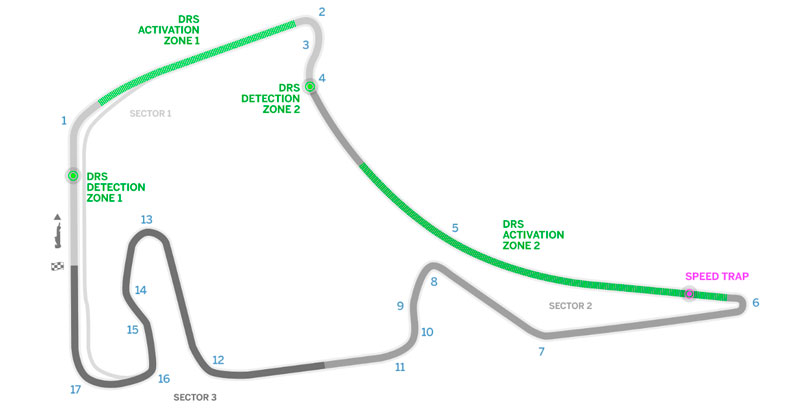 DRS
ACTIVATION
ZONE 1
2
3
4
DRS
DETECTION
ZONE 2
SECTOR 1
1
DRS
DETECTION
ZONE 1
13
5
DRS
ACTIVATION
ZONE 2
SPEED TRAP
6
8
14
9
SECTOR 2
15
10
7
12
11
16
17
SECTOR 3